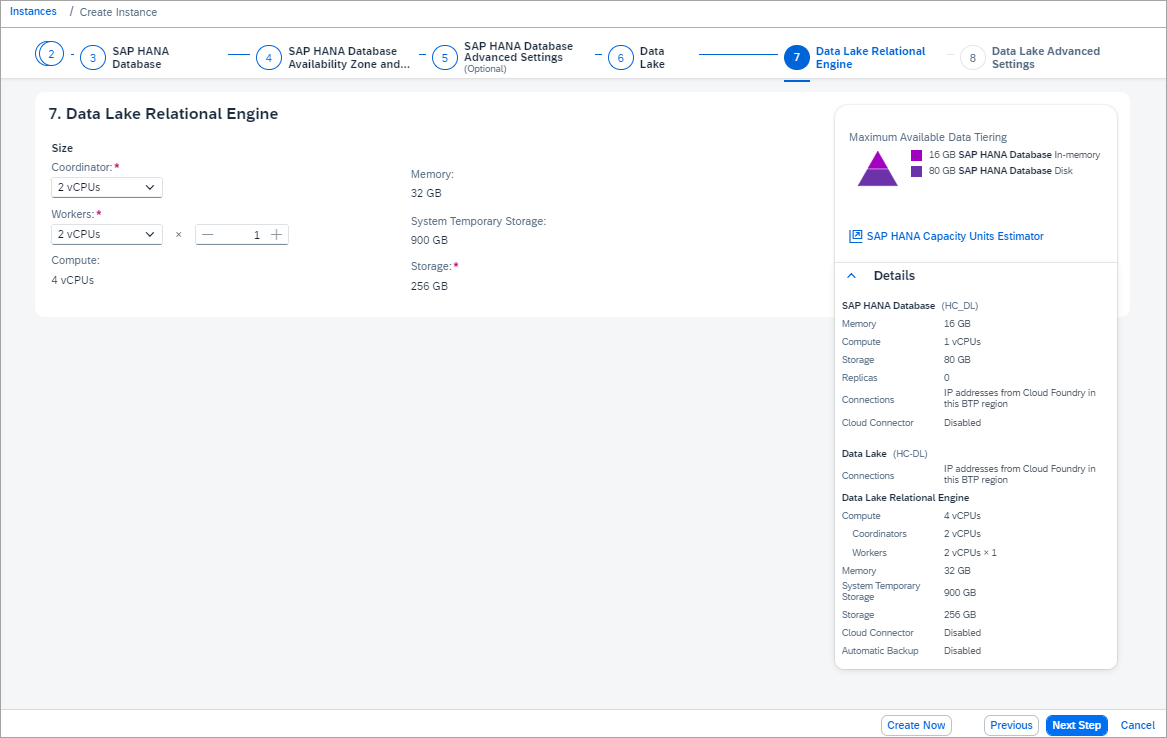 Instances / Create Instance
2
3
SAP HANA
Database
4
SAP HANA Database
Availability Zone and...
5
SAP HANA Database
Advanced Settings
(Optional)
6
Data
Lake
7
Data Lake Relational
Engine
8
Data Lake Advanced
Settings
7. Data Lake Relational Engine
Size
Coordinator: *
2 vCPUs
Workers: *
2 vCPUs × — 1 +
Compute:
4 vCPUs
Memory:
32 GB
System Temporary Storage:
900 GB
Storage: *
256 GB
Maximum Available Data Tiering
16 GB SAP HANA Database In-memory
80 GB SAP HANA Database Disk
SAP HANA Capacity Units Estimator
Details
SAP HANA Database (HC_DL)
Memory 16 GB
Compute 1 vCPUs
Storage 80 GB
Replicas 0
Connections IP addresses from Cloud Foundry in
this BTP region
Cloud Connector Disabled
Data Lake (HC-DL)
Connections IP addresses from Cloud Foundry in
this BTP region
Data Lake Relational Engine
Compute 4 vCPUs
Coordinators 2 vCPUs
Workers 2 vCPUs × 1
Memory 32 GB
System Temporary
Storage 900 GB
Storage 256 GB
Cloud Connector Disabled
Automatic Backup Disabled
Create Now Previous Next Step Cancel